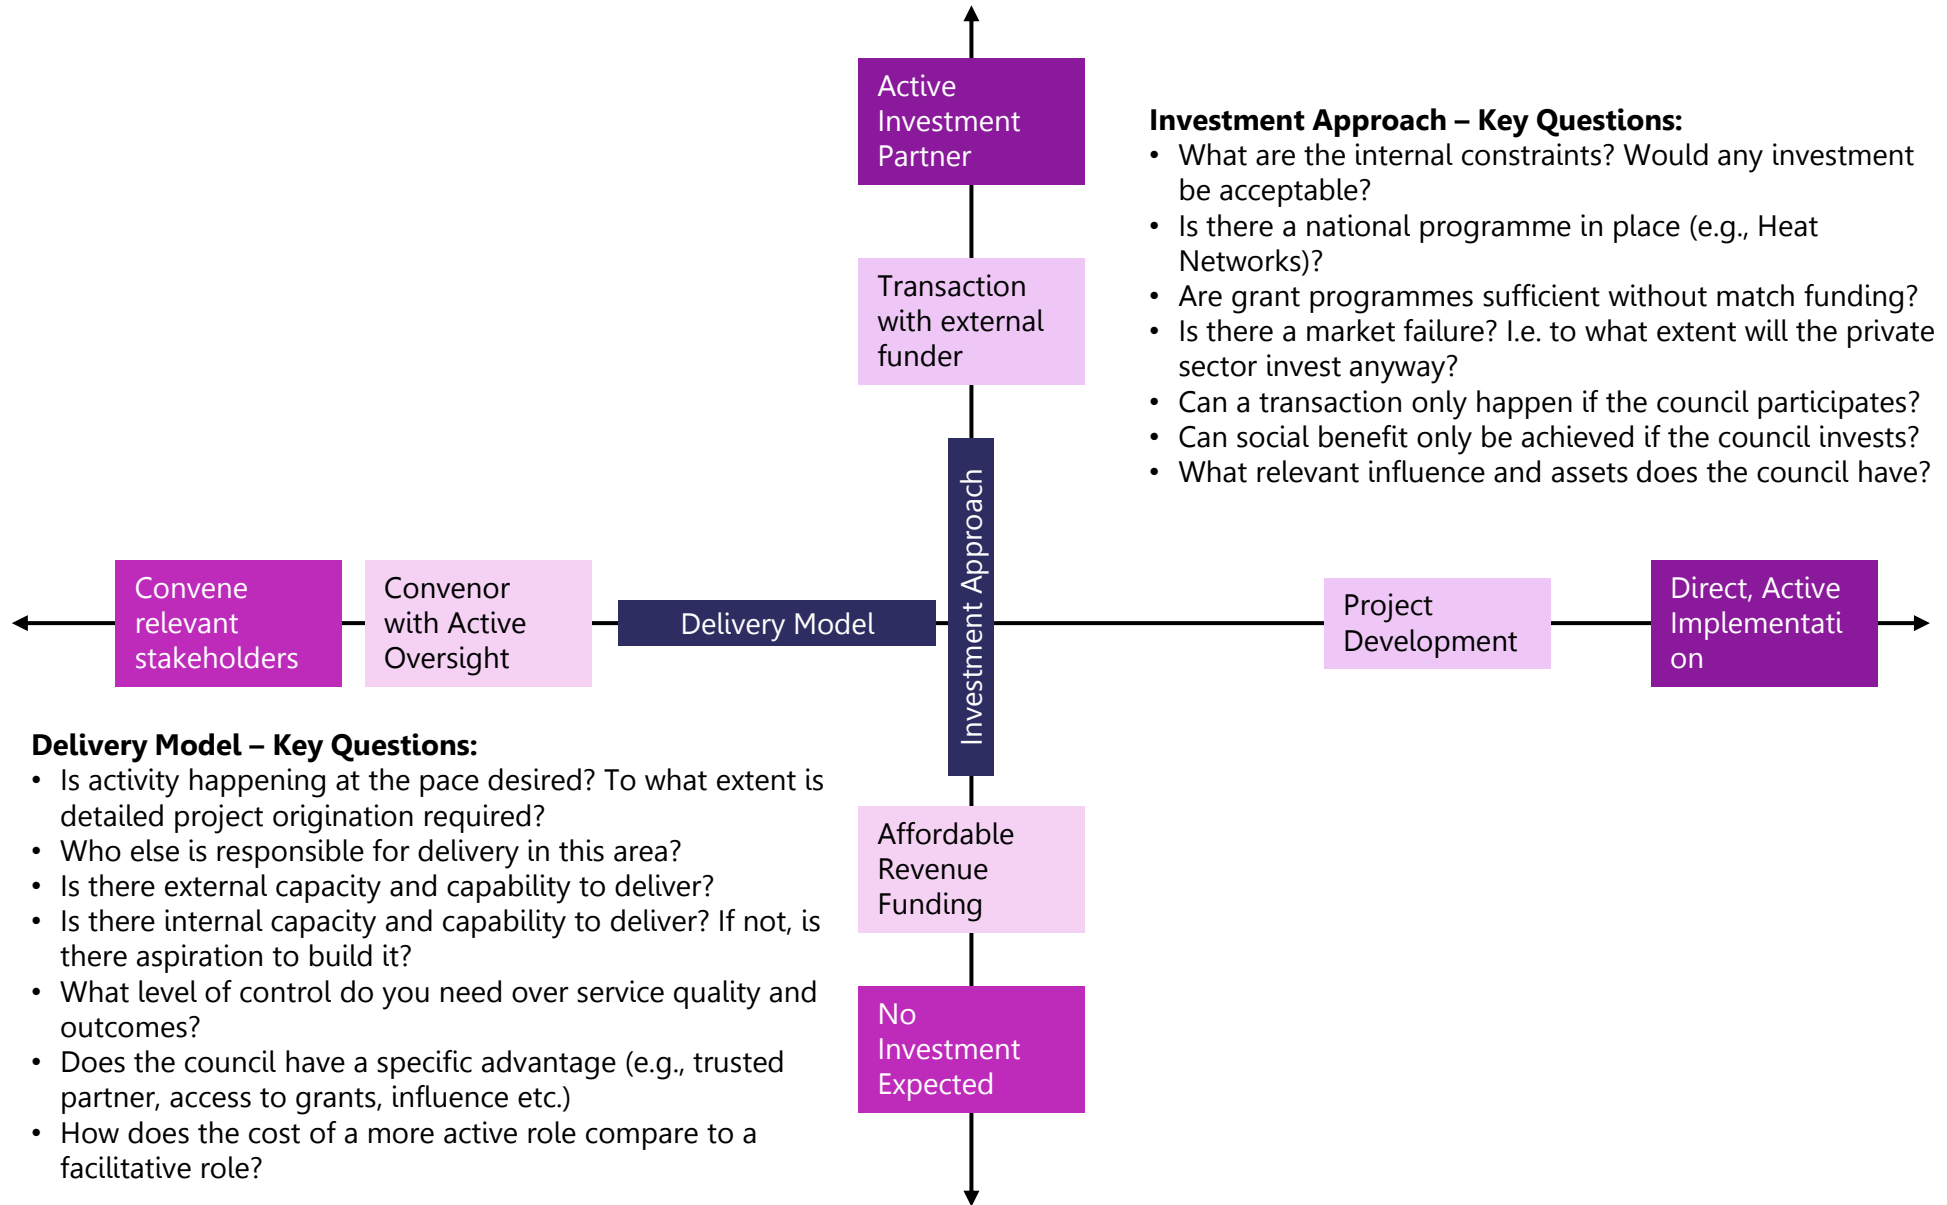 Active
Investment
Partner
Investment Approach – Key Questions:
• What are the internal constraints? Would any investment
be acceptable?
• Is there a national programme in place (e.g., Heat
Networks)?
• Are grant programmes sufficient without match funding?
• Is there a market failure? I.e. to what extent will the private
sector invest anyway?
• Can a transaction only happen if the council participates?
• Can social benefit only be achieved if the council invests?
• What relevant influence and assets does the council have?
Transaction
with external
funder
Investment Approach
Convene
relevant
stakeholders
Convenor
with Active
Oversight
Delivery Model
Project
Development
Direct, Active
Implementati
on
Delivery Model – Key Questions:
• Is activity happening at the pace desired? To what extent is
detailed project origination required?
• Who else is responsible for delivery in this area?
• Is there external capacity and capability to deliver?
• Is there internal capacity and capability to deliver? If not, is
there aspiration to build it?
• What level of control do you need over service quality and
outcomes?
• Does the council have a specific advantage (e.g., trusted
partner, access to grants, influence etc.)
• How does the cost of a more active role compare to a
facilitative role?
Affordable
Revenue
Funding
No
Investment
Expected